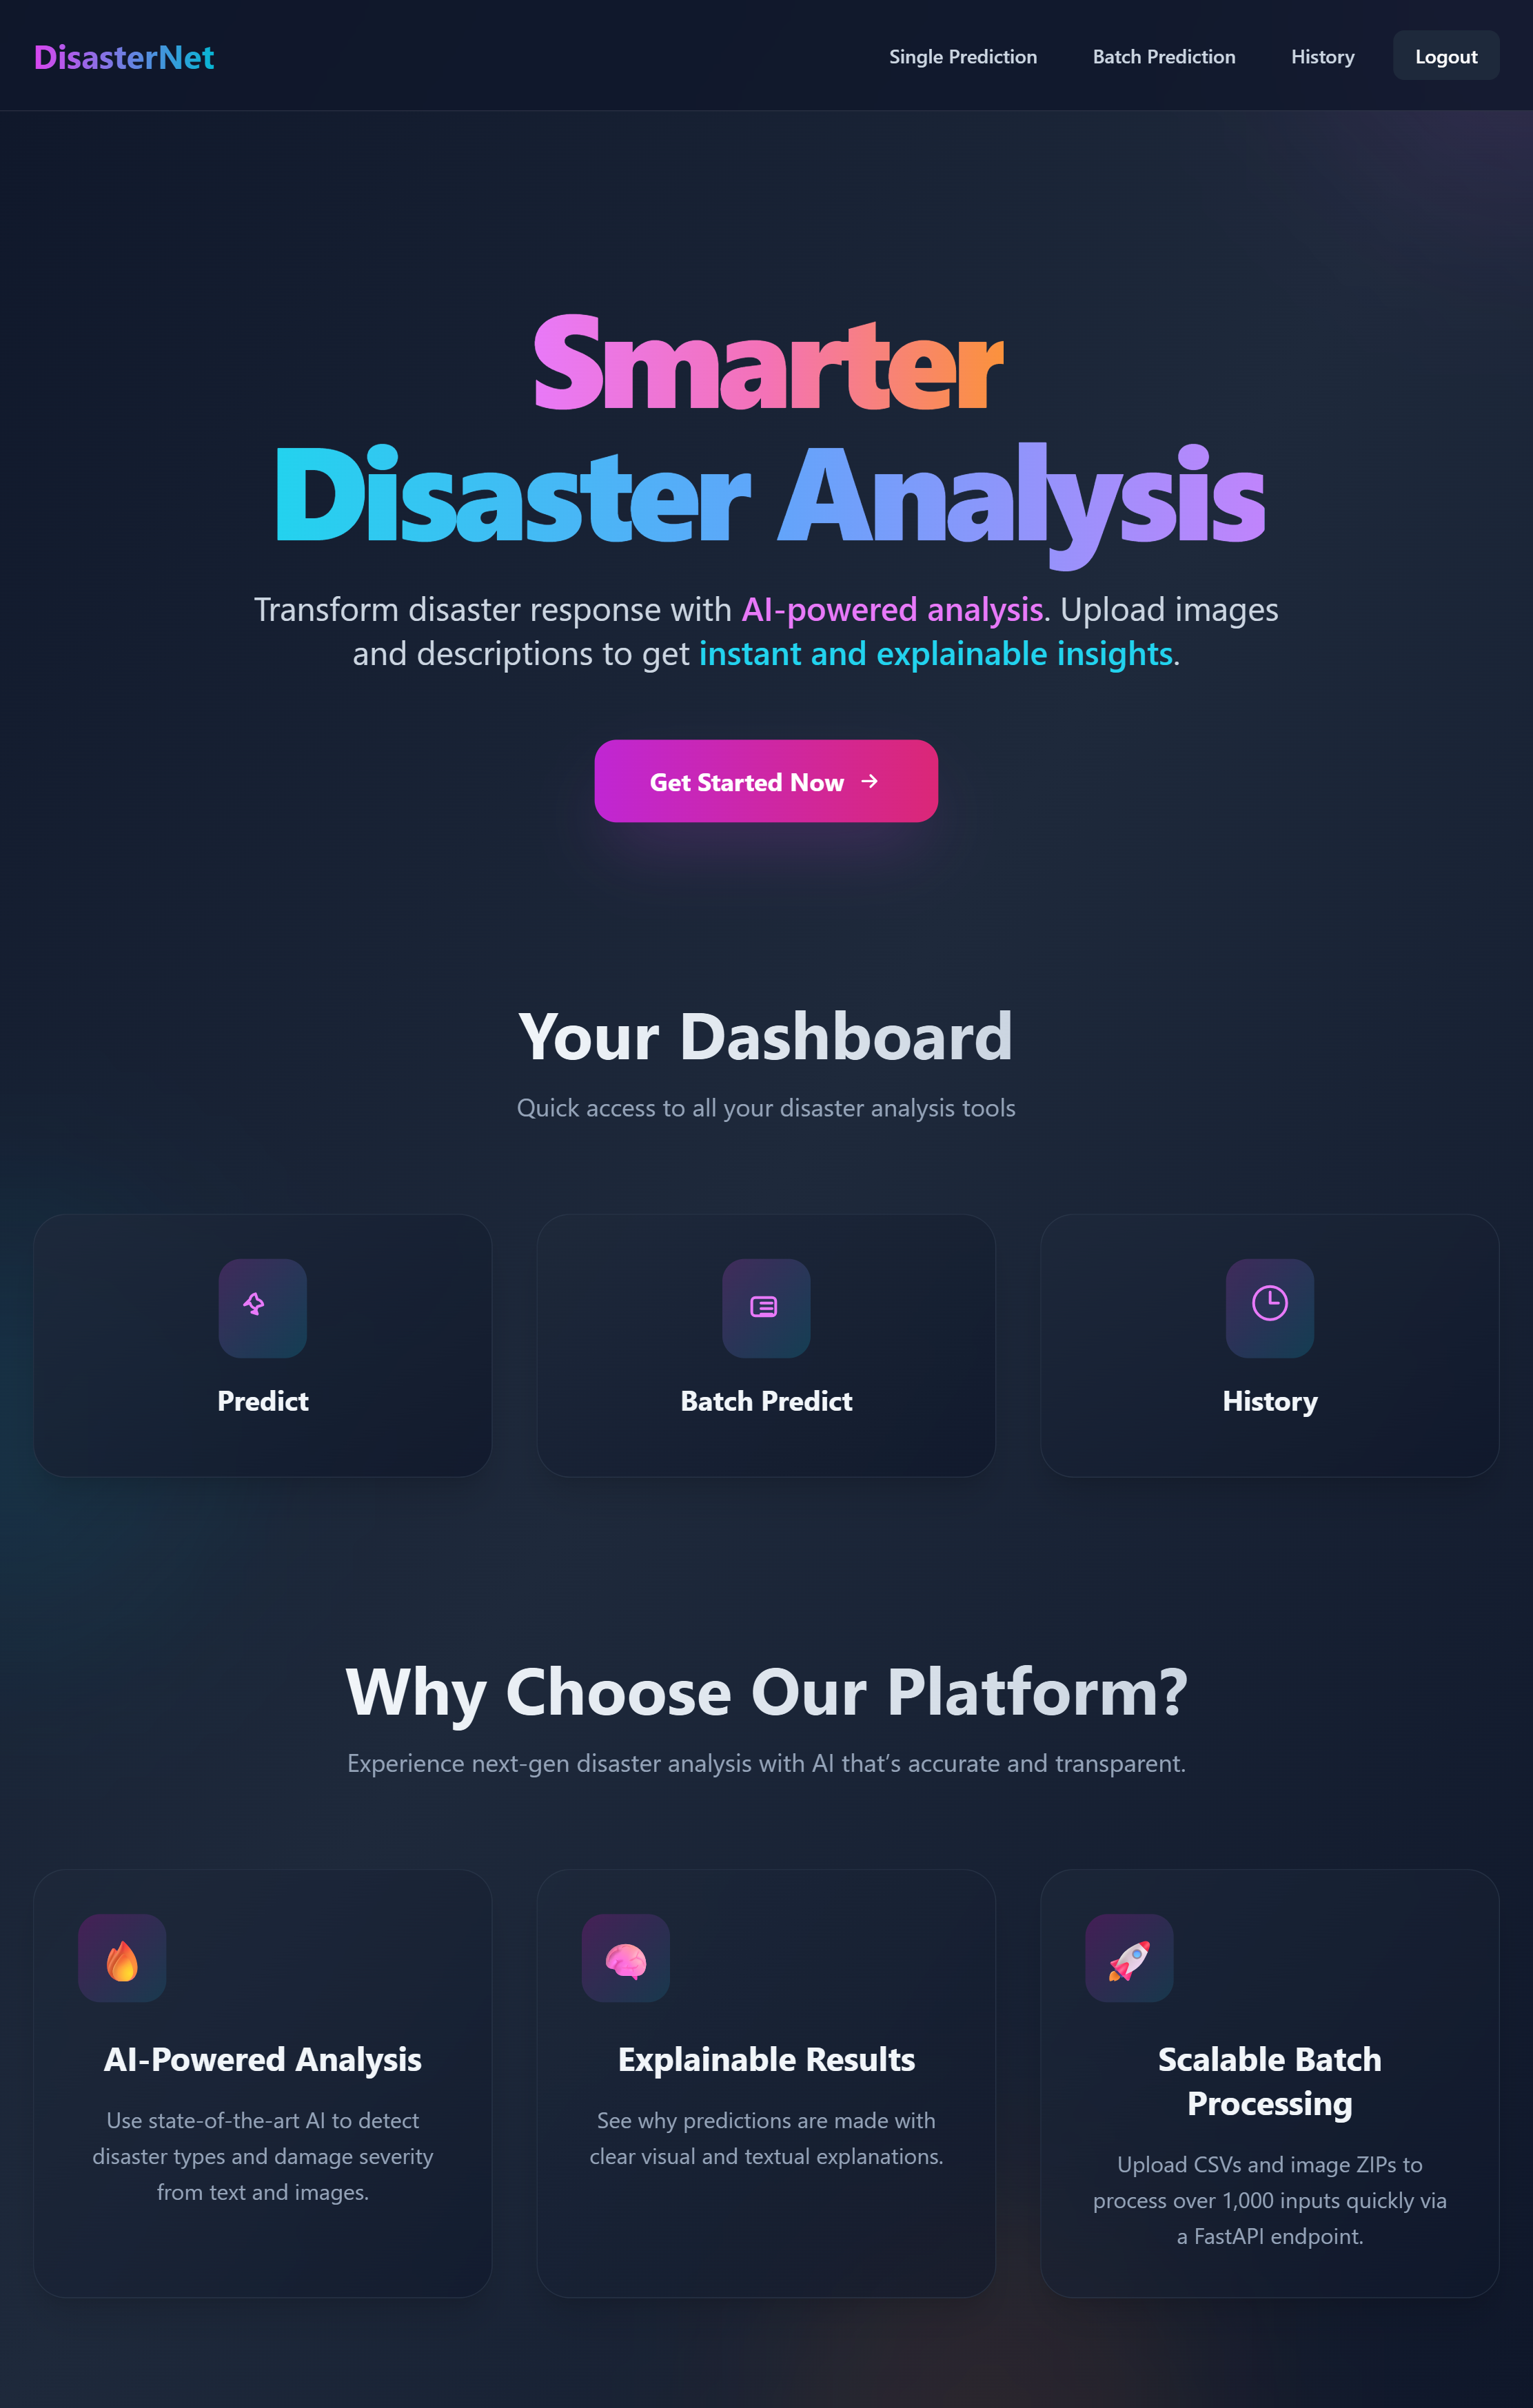 DisasterNet
Single Prediction
Batch Prediction
History
Logout
Smarter
Disaster Analysis
Transform disaster response with AI-powered analysis. Upload images
and descriptions to get instant and explainable insights.
Get Started Now →
Your Dashboard
Quick access to all your disaster analysis tools
Predict
Batch Predict
History
Why Choose Our Platform?
Experience next-gen disaster analysis with AI that’s accurate and transparent.
AI-Powered Analysis
Use state-of-the-art AI to detect
disaster types and damage severity
from text and images.
Explainable Results
See why predictions are made with
clear visual and textual explanations.
Scalable Batch
Processing
Upload CSVs and image ZIPs to
process over 1,000 inputs quickly via
a FastAPI endpoint.